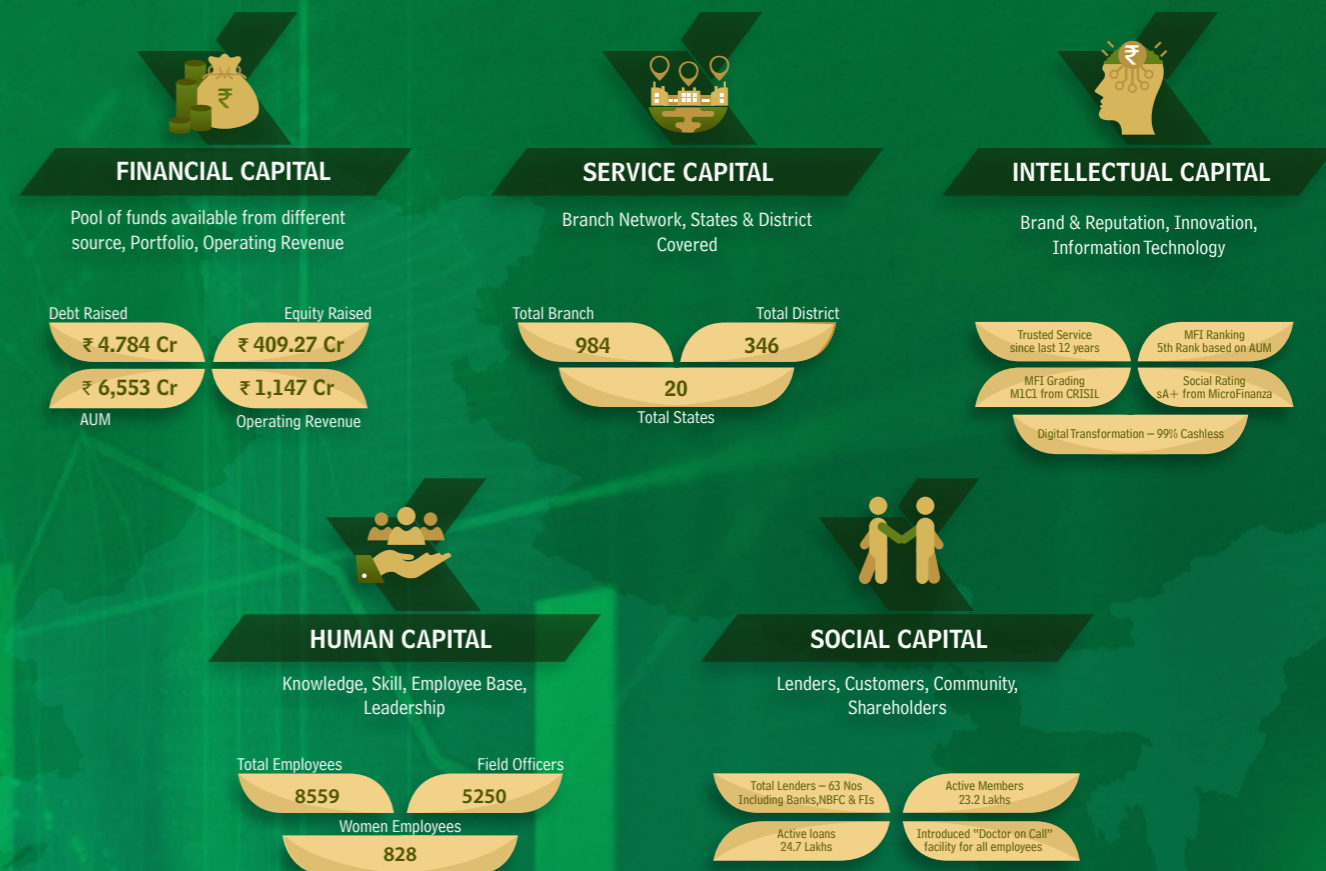 ₹
₹
FINANCIAL CAPITAL
Pool of funds available from different
source, Portfolio, Operating Revenue
Debt Raised
₹ 4.784 Cr
Equity Raised
₹ 409.27 Cr
₹ 6,553 Cr
AUM
₹ 1,147 Cr
Operating Revenue
SERVICE CAPITAL
Branch Network, States & District
Covered
Total Branch
984
Total District
346
20
Total States
INTELLECTUAL CAPITAL
Brand & Reputation, Innovation,
Information Technology
Trusted Service
since last 12 years
MFI Ranking
5th Rank based on AUM
MFI Grading
M1C1 from CRISIL
Social Rating
sA+ from MicroFinanza
Digital Transformation – 99% Cashless
HUMAN CAPITAL
Knowledge, Skill, Employee Base,
Leadership
Total Employees
8559
Field Officers
5250
Women Employees
828
SOCIAL CAPITAL
Lenders, Customers, Community,
Shareholders
Total Lenders – 63 Nos
Including Banks,NBFC & FIs
Active Members
23.2 Lakhs
Active loans
24.7 Lakhs
Introduced "Doctor on Call"
facility for all employees